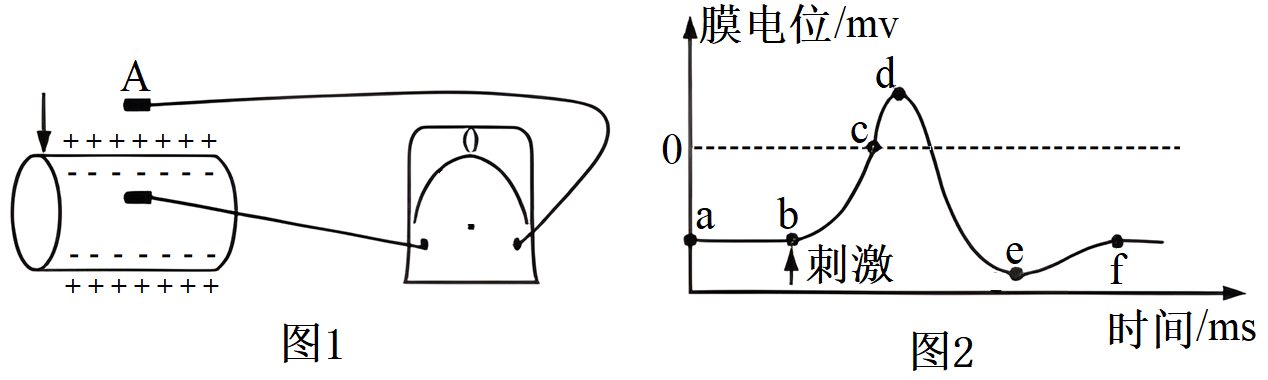 A
+++++++
- - - - - - -
- - - - - - -
+++++++
0
图1
膜电位/mv
d
c
0
a
b
刺激
e
f
时间/ms
图2